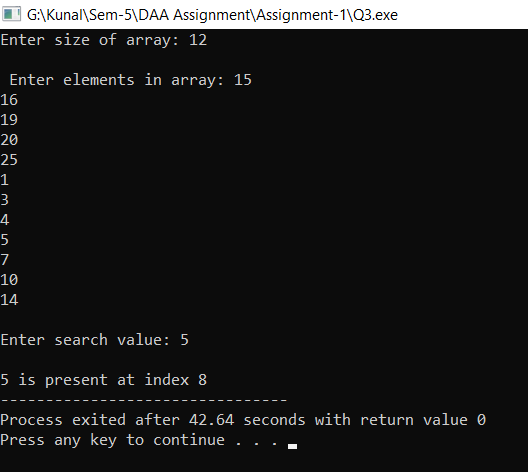 G:\Kunal\Sem-5\DAA Assignment\Assignment-1\Q3.exe
Enter size of array: 12
Enter elements in array: 15
16
19
20
25
1
3
4
5
7
10
14
Enter search value: 5
5 is present at index 8
--------------------------------
Process exited after 42.64 seconds with return value 0
Press any key to continue . . .